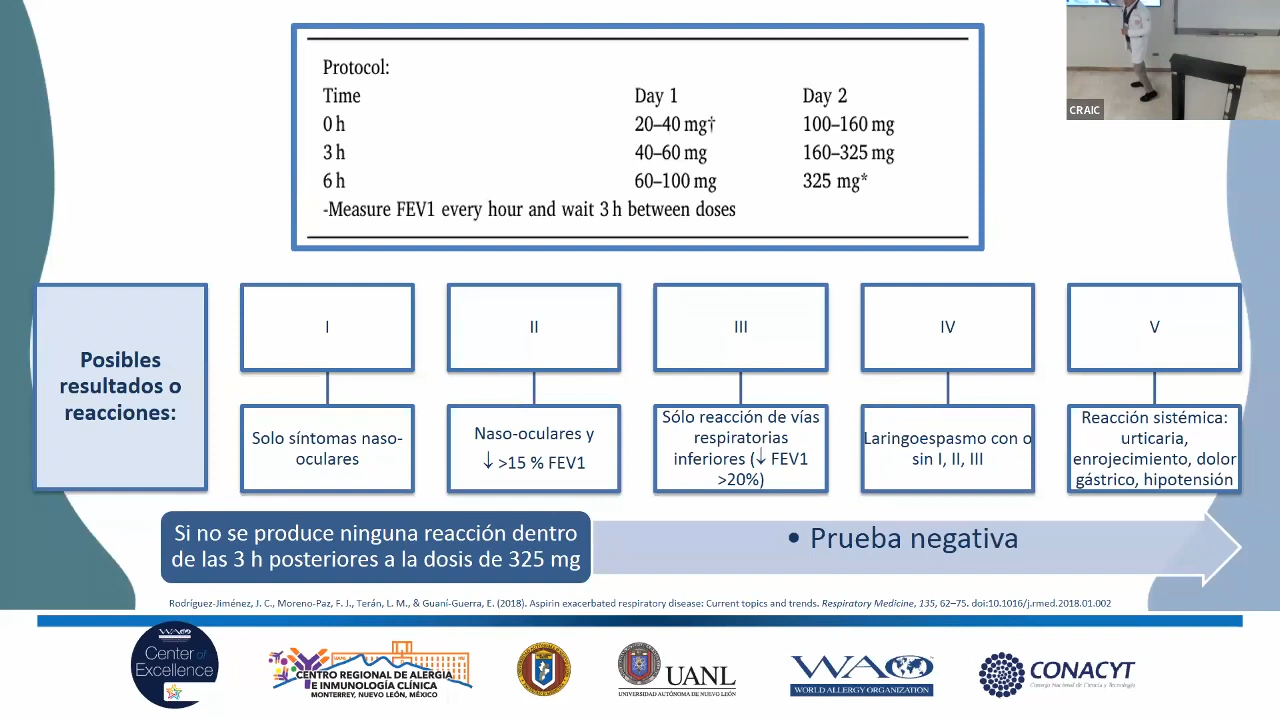 CRAIC
Protocol:
Time Day 1 Day 2
0 h 20–40 mg† 100–160 mg
3 h 40–60 mg 160–325 mg
6 h 60–100 mg 325 mg*
-Measure FEV1 every hour and wait 3 h between doses
Posibles
resultados o
reacciones:
I
Solo síntomas naso-
oculares
II
Naso-oculares y
↓ >15 % FEV1
III
Sólo reacción de vías
respiratorias
inferiores (↓ FEV1
>20%)
IV
Laringoespasmo con o
sin I, II, III
V
Reacción sistémica:
urticaria,
enrojecimiento, dolor
gástrico, hipotensión
Si no se produce ninguna reacción dentro
de las 3 h posteriores a la dosis de 325 mg
• Prueba negativa
Rodríguez-Jiménez, J. C., Moreno-Paz, F. J., Terán, L. M., & Guaní-Guerra, E. (2018). Aspirin exacerbated respiratory disease: Current topics and trends. Respiratory Medicine, 135, 62–75. doi:10.1016/j.rmed.2018.01.002
WAO
Center of
Excellence
CENTRO REGIONAL DE ALERGIA
E INMUNOLOGÍA CLÍNICA
MONTERREY, NUEVO LEÓN, MÉXICO
UANL
UNIVERSIDAD AUTÓNOMA DE NUEVO LEÓN
WAO
WORLD ALLERGY ORGANIZATION
CONACYT
Consejo Nacional de Ciencia y Tecnología